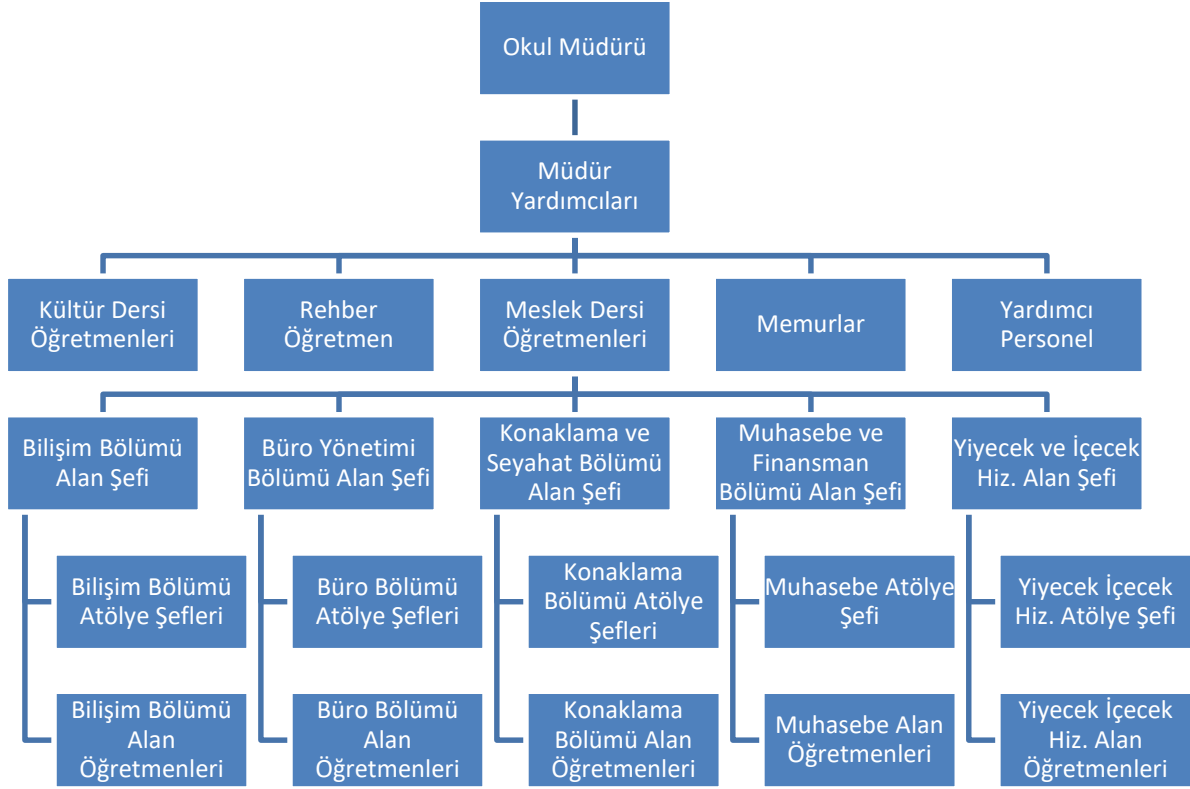 Okul Müdürü
Müdür
Yardımcıları
Kültür Dersi
Öğretmenleri
Rehber
Öğretmen
Meslek Dersi
Öğretmenleri
Memurlar
Yardımcı
Personel
Bilişim Bölümü
Alan Şefi
Büro Yönetimi
Bölümü Alan Şefi
Konaklama ve
Seyahat Bölümü
Alan Şefi
Muhasebe ve
Finansman
Bölümü Alan Şefi
Yiyecek ve İçecek
Hiz. Alan Şefi
Bilişim Bölümü
Atölye Şefleri
Büro Bölümü
Atölye Şefleri
Konaklama
Bölümü Atölye
Şefleri
Muhasebe Atölye
Şefi
Yiyecek İçecek
Hiz. Atölye Şefi
Bilişim Bölümü
Alan
Öğretmenleri
Büro Bölümü
Alan
Öğretmenleri
Konaklama
Bölümü Alan
Öğretmenleri
Muhasebe Alan
Öğretmenleri
Yiyecek İçecek
Hiz. Alan
Öğretmenleri